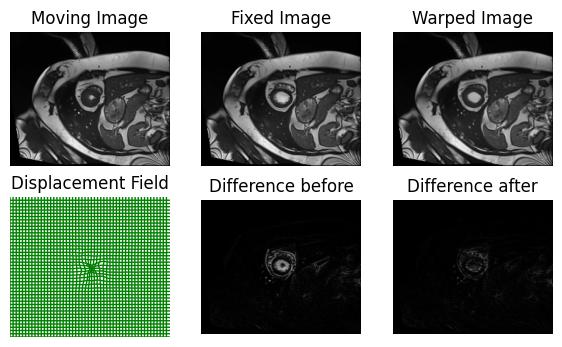 Moving Image
Fixed Image
Warped Image
Displacement Field
Difference before
Difference after